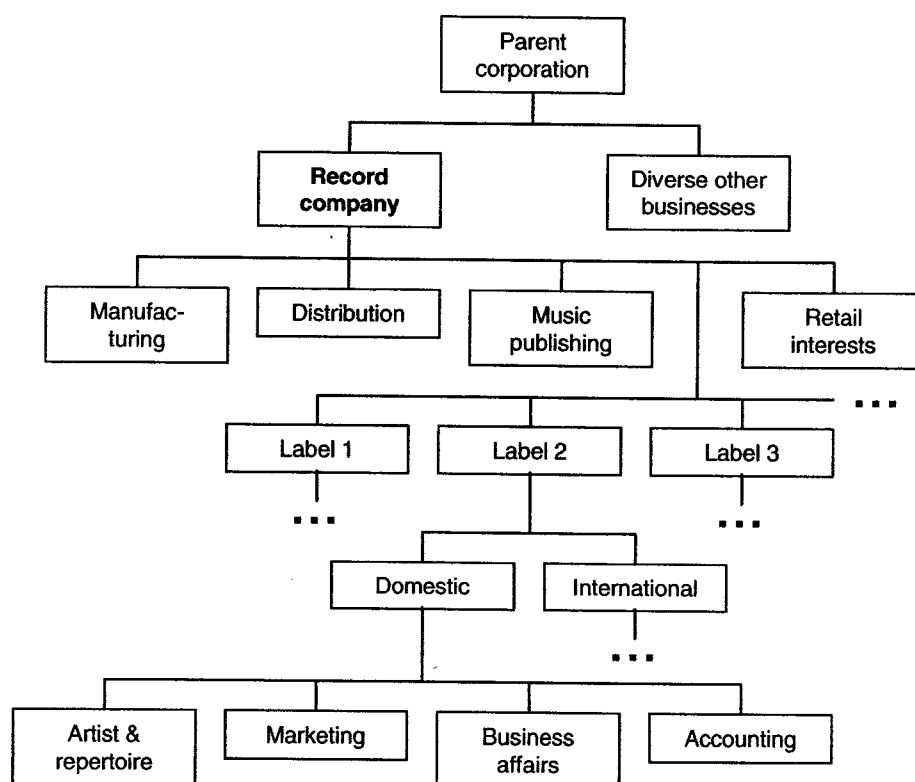 Parent
corporation
Record
company
Diverse other
businesses
Manufac-
turing
Distribution
Music
publishing
Retail
interests
...
Label 1
Label 2
Label 3
...
...
Domestic
International
...
Artist &
repertoire
Marketing
Business
affairs
Accounting